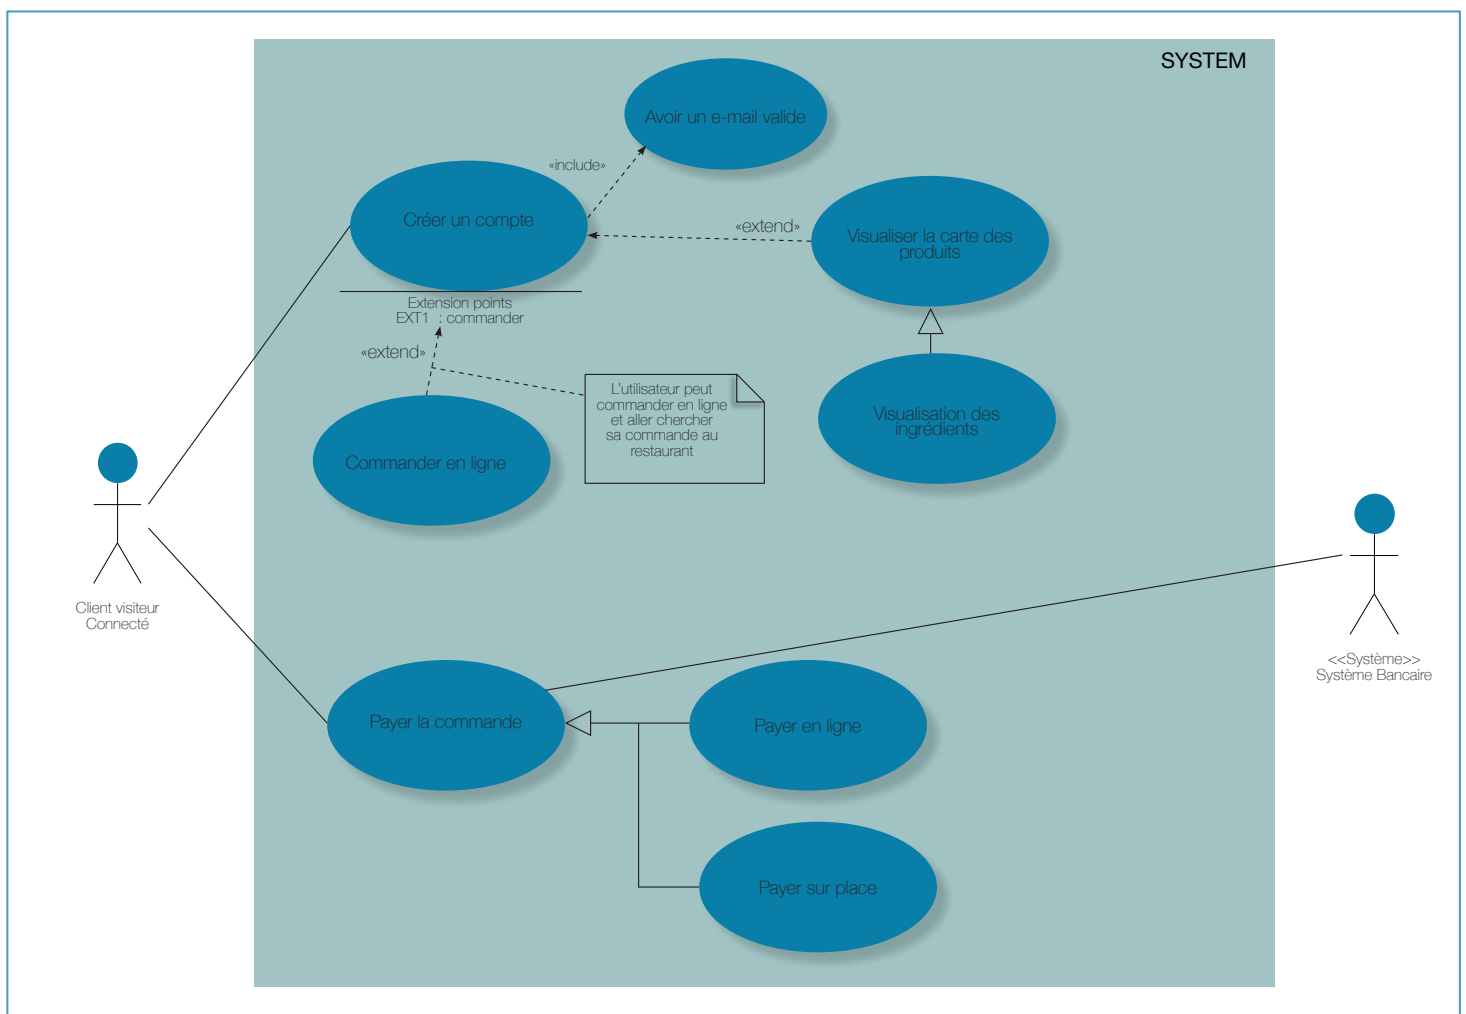 SYSTEM
Avoir un e-mail valide
«include»
Créer un compte
«extend»
Visualiser la carte des
produits
Extension points
EXT1 : commander
«extend»
L'utilisateur peut
commander en ligne
et aller chercher
sa commande au
restaurant
Visualisation des
ingrédients
Commander en ligne
Client visiteur
Connecté
<<Système>>
Système Bancaire
Payer la commande
Payer en ligne
Payer sur place